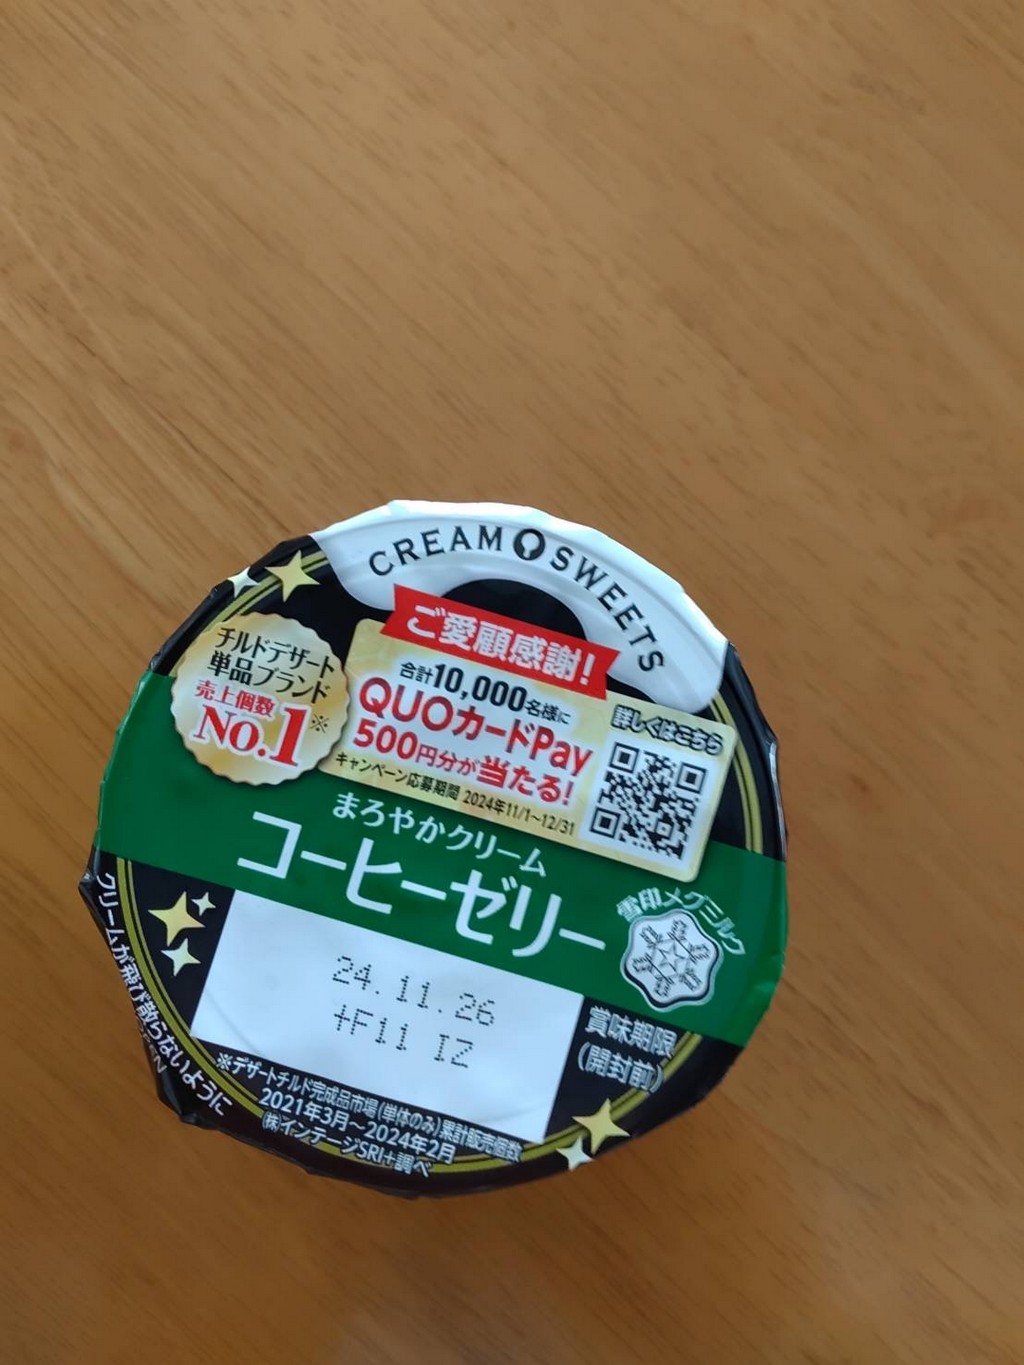 CREAM SWEETS
ご愛顧感謝!
チルドデザート
単品ブランド
売上個数
No.1※
合計10,000名様に
QUOカードPay
500円分が当たる!
キャンペーン応募期間 2024年11/1～12/31
詳しくはこちら
まろやかクリーム
コーヒーゼリー
雪印メグミルク
24.11.26
+F11 IZ
賞味期限
(開封前)
クリームが飛び散らないように
※デザートチルド完成品市場(単体のみ)累計販売個数
2021年3月～2024年2月
㈱インテージSRI+調べ